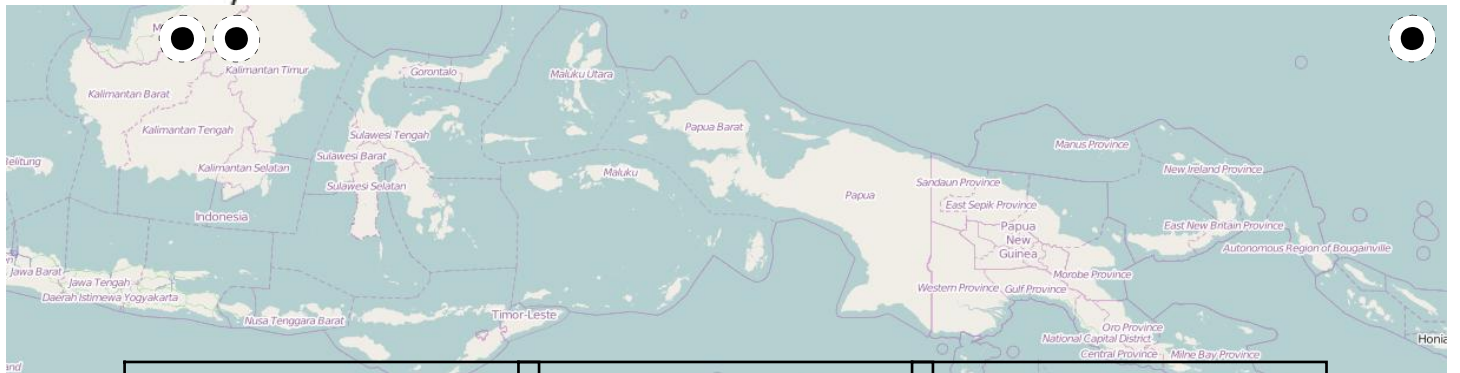 Kalimantan Timur
Gorontalo
Maluku Utara
Kalimantan Barat
Kalimantan Tengah
Sulawesi Tengah
Papua Barat
Manus Province
Sulawesi Barat
Kalimantan Selatan
Sulawesi Selatan
Maluku
New Ireland Province
Papua
Sandaun Province
East Sepik Province
Indonesia
Papua
New
Guinea
East New Britain Province
Autonomous Region of Bougainville
Jawa Barat
Jawa Tengah
Morobe Province
Daerah Istimewa Yogyakarta
Western Province
Gulf Province
Nusa Tenggara Barat
Timor-Leste
Oro Province
National Capital District
Central Province
Milne Bay Province